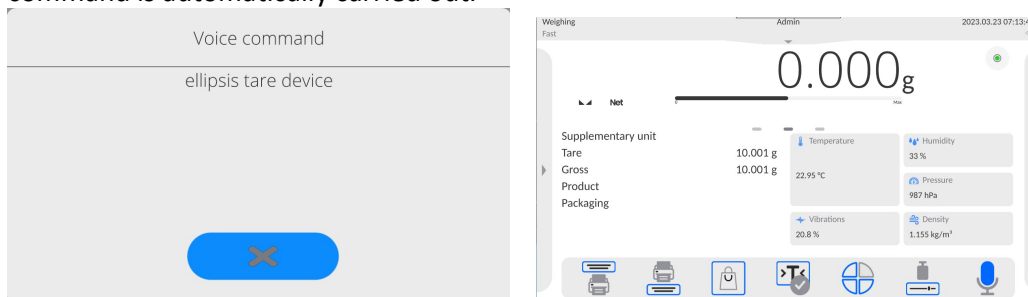 command is automatically carried out.
Voice command
ellipsis tare device
Weighing
Admin
2023.03.23 07:13:4
Fast
0.000g
Net
0
Max
Supplementary unit
Tare 10.001 g
Gross 10.001 g
Product
Packaging
Temperature
22.95 °C
Humidity
33 %
Pressure
987 hPa
Vibrations
20.8 %
Density
1.155 kg/m³
>T<